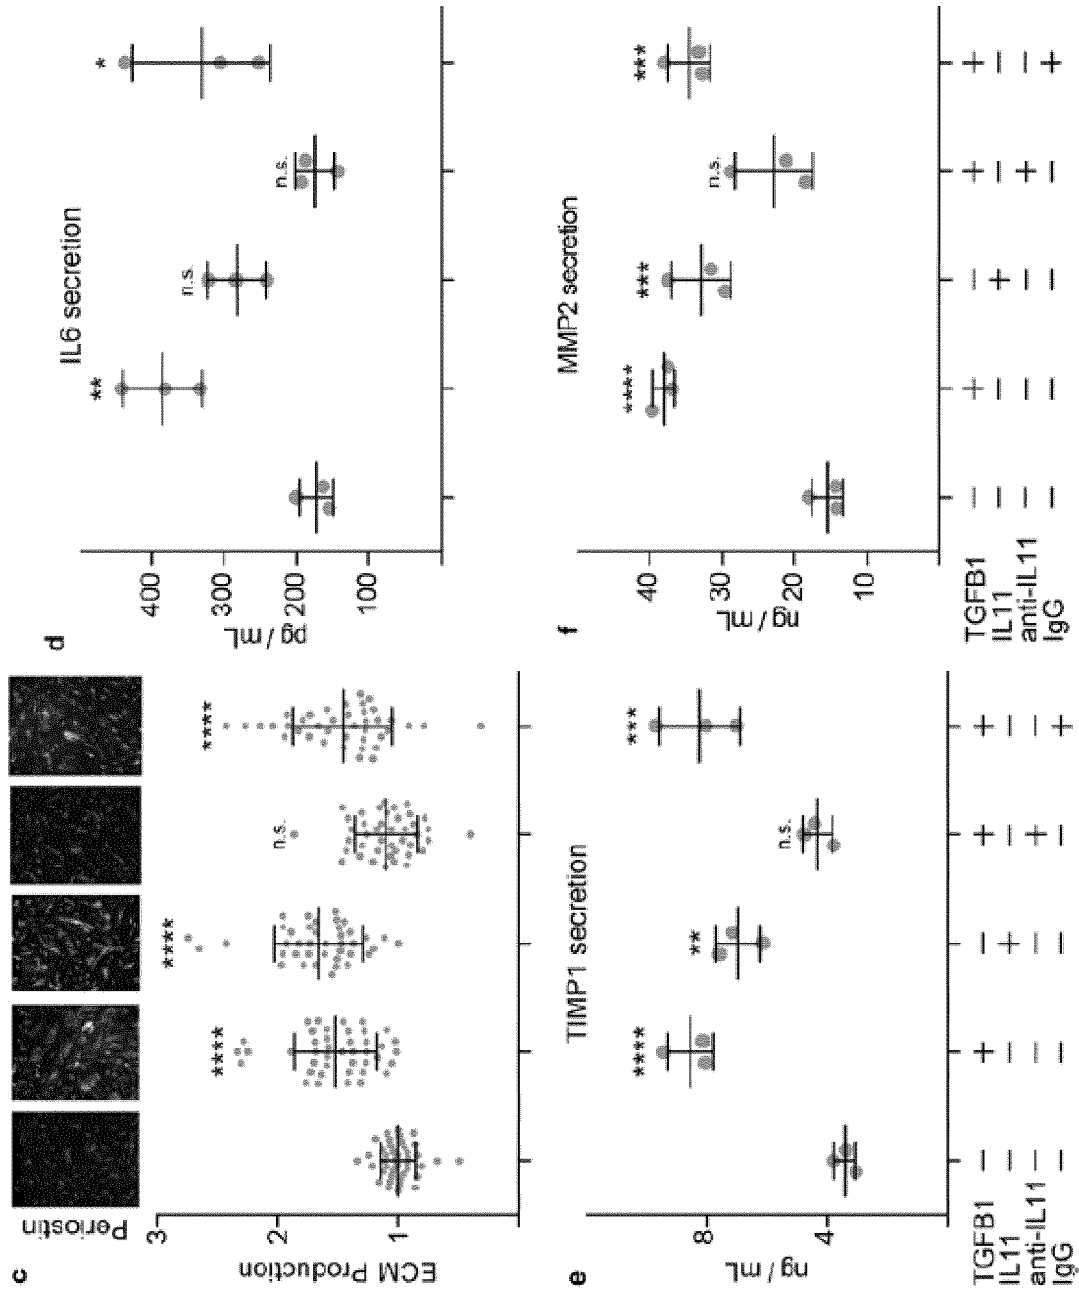 c
Periostin
ECM Production
3
2
1
****
****
n.s.
****
d
IL6 secretion
pg / mL
400
300
200
100
**
n.s.
n.s.
*
e
TIMP1 secretion
ng / mL
8
4
****
**
n.s.
***
TGFB1 − + − + +
IL11 − − + − −
anti-IL11 − − − + −
IgG − − − − +
f
MMP2 secretion
ng / mL
40
30
20
10
****
***
n.s.
***
TGFB1 − + − + +
IL11 − − + − −
anti-IL11 − − − + −
IgG − − − − +